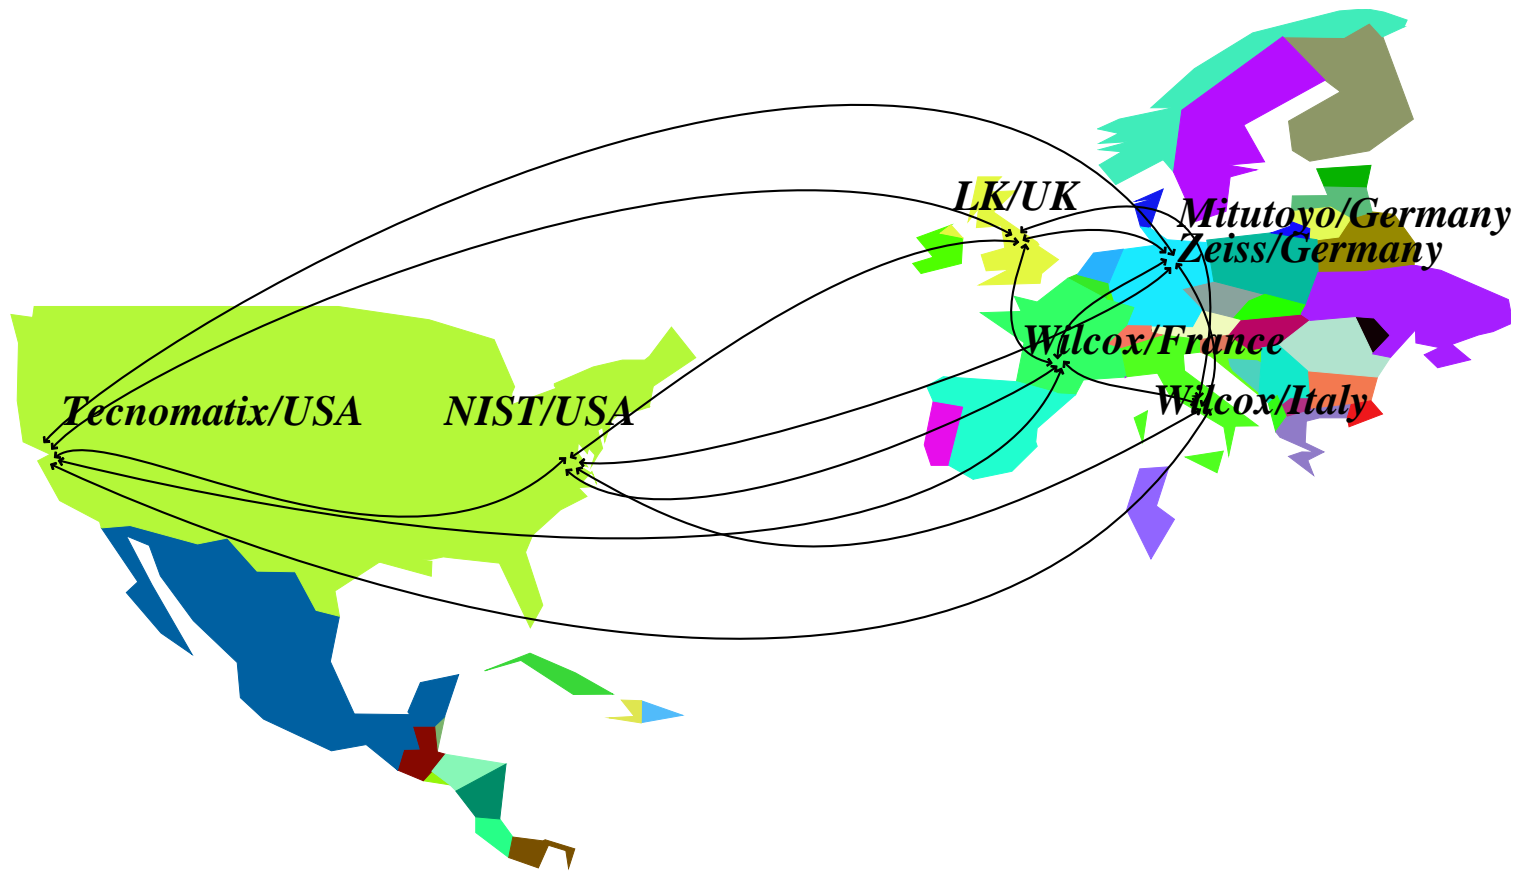 LK/UK
Mitutoyo/Germany
Zeiss/Germany
Wilcox/France
Wilcox/Italy
Tecnomatix/USA
NIST/USA